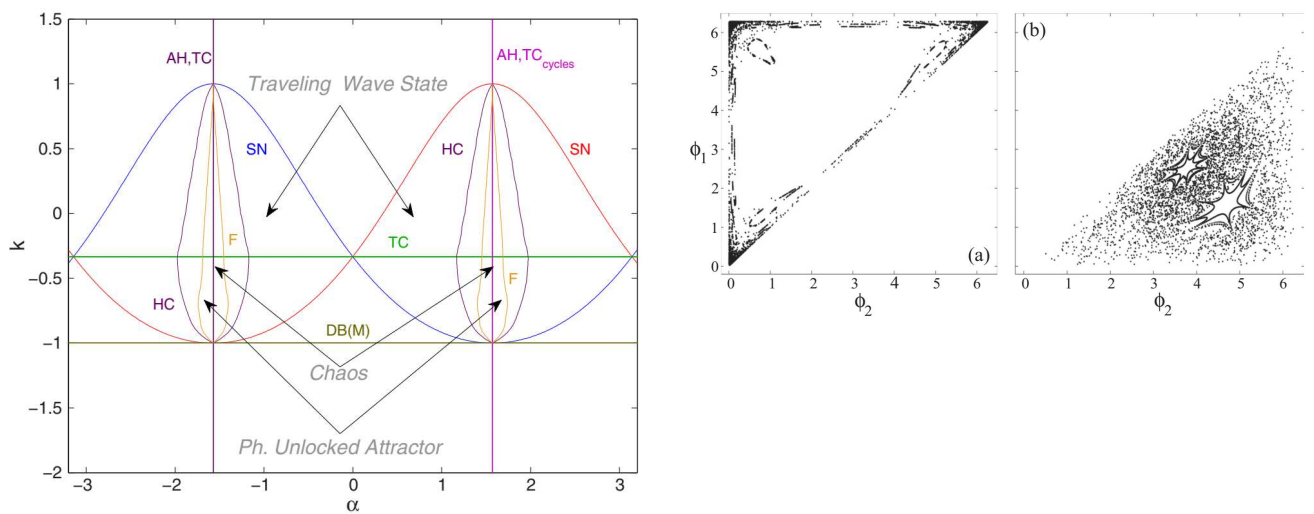 1.5
1
0.5
0
−0.5
−1
−1.5
−2
k
−3
−2
−1
0
1
2
3
α
AH,TC
AH,TCcycles
Traveling Wave State
SN
HC
SN
F
TC
HC
F
DB(M)
Chaos
Ph. Unlocked Attractor
6
5
4
ϕ1
3
2
1
0
(a)
0 1 2 3 4 5 6
ϕ2
(b)
0 1 2 3 4 5 6
ϕ2